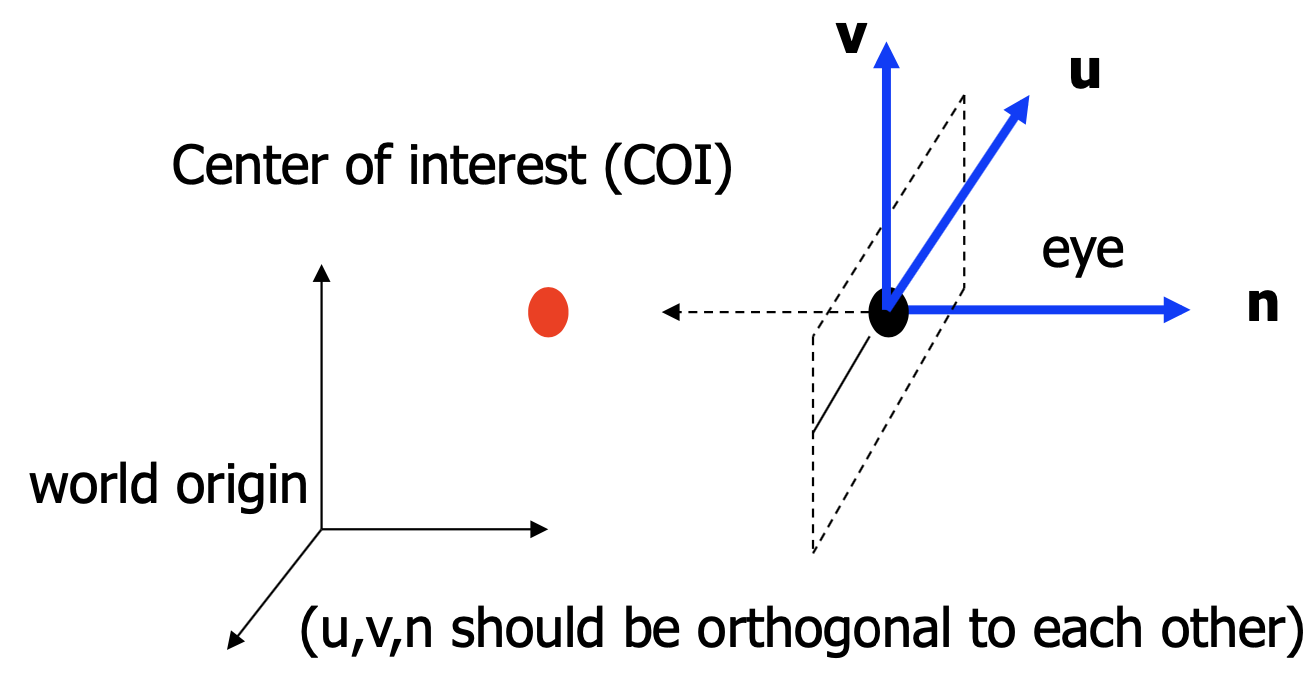 v
u
Center of interest (COI)
eye
n
world origin
(u,v,n should be orthogonal to each other)